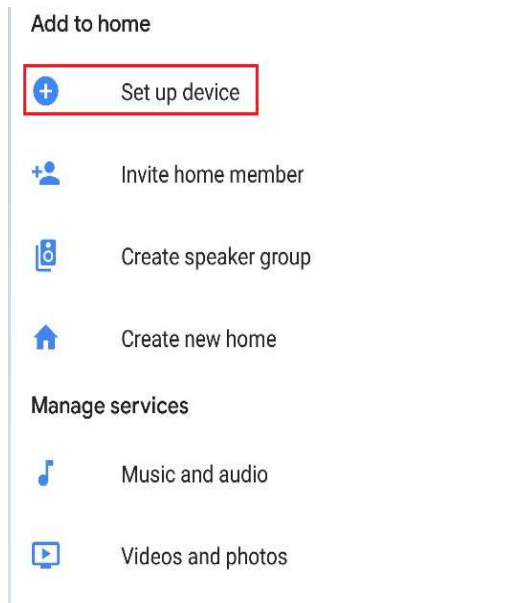 Add to home
Set up device
Invite home member
Create speaker group
Create new home
Manage services
Music and audio
Videos and photos